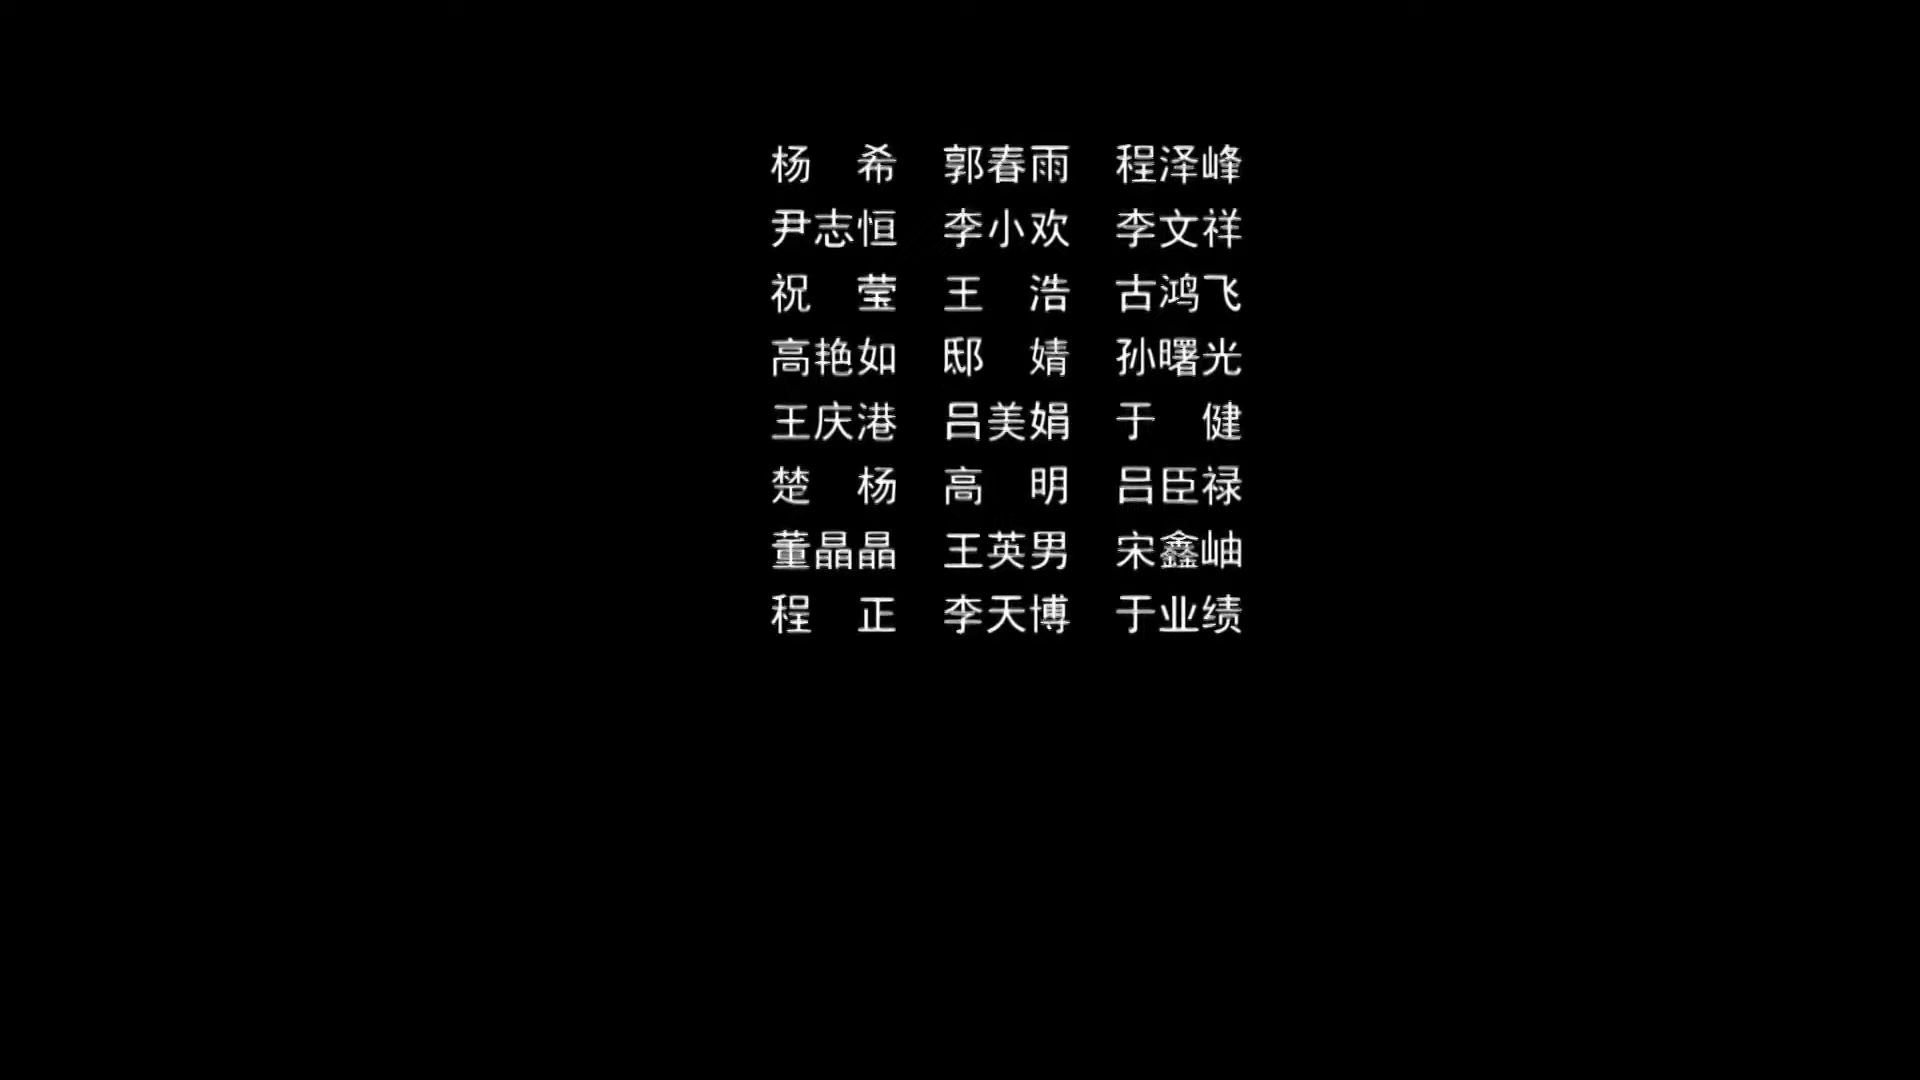 杨　希　郭春雨　程泽峰
尹志恒　李小欢　李文祥
祝　莹　王　浩　古鸿飞
高艳如　邸　婧　孙曙光
王庆港　吕美娟　于　健
楚　杨　高　明　吕臣禄
董晶晶　王英男　宋鑫岫
程　正　李天博　于业绩